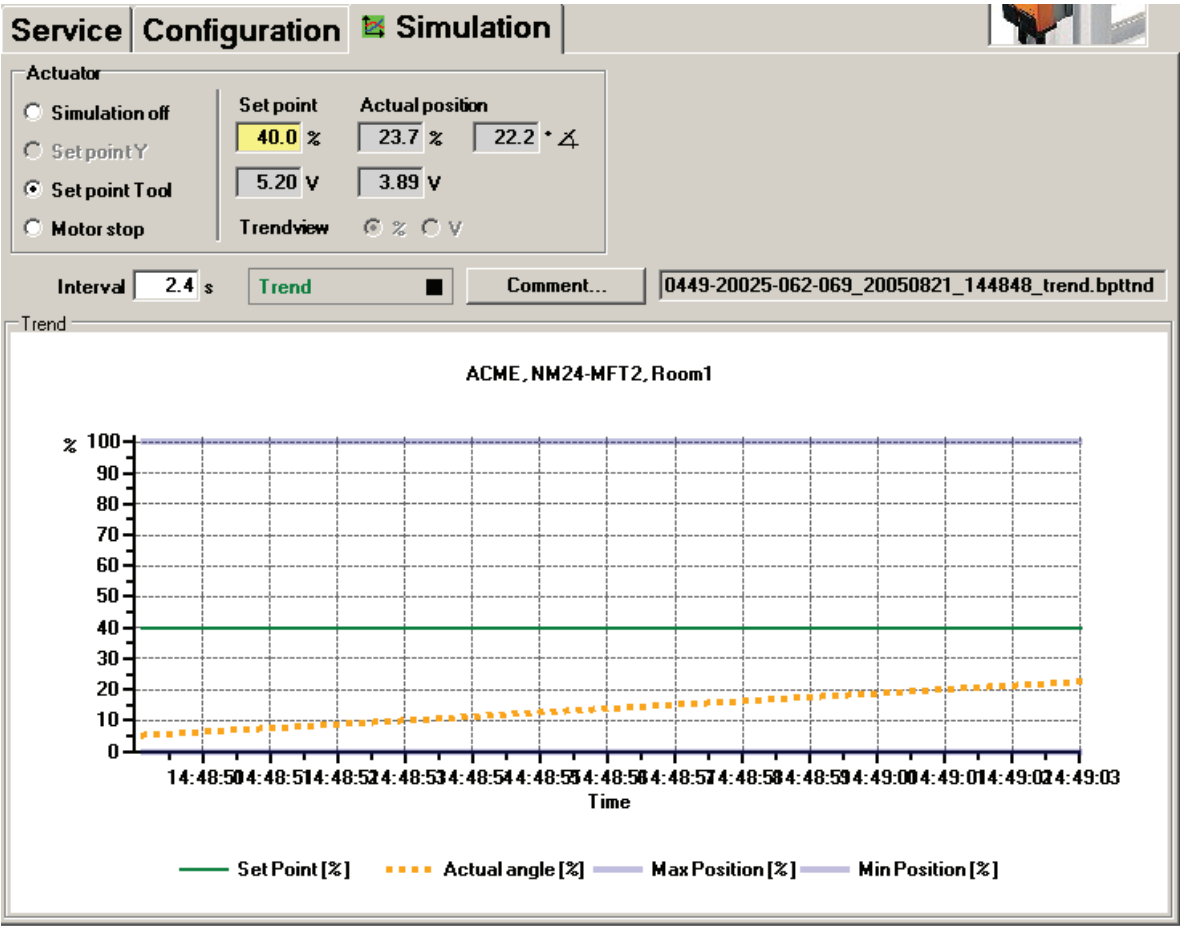 Service Configuration Simulation
Actuator
Simulation off
Set point Y
Set point Tool
Motor stop
Set point Actual position
40.0 % 23.7 % 22.2 °
5.20 V 3.89 V
Trendview % V
Interval 2.4 s Trend Comment... 0449-20025-062-069_20050821_144848_trend.bpttnd
Trend
ACME, NM24-MFT2, Room1
% 100
90
80
70
60
50
40
30
20
10
0
14:48:50 14:48:51 14:48:52 14:48:53 14:48:54 14:48:55 14:48:56 14:48:57 14:48:58 14:48:59 14:49:00 14:49:01 14:49:02 14:49:03
Time
Set Point [%] Actual angle [%] Max Position [%] Min Position [%]